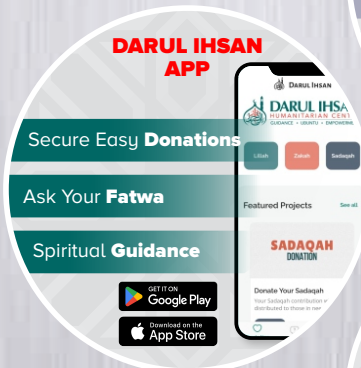 DARUL IHSAN
APP
Secure Easy Donations
Ask Your Fatwa
Spiritual Guidance
GET IT ON
Google Play
Download on the
App Store
Darul Ihsan
DARUL IHSA
HUMANITARIAN CENT
GUIDANCE • UBUNTU • EMPOWERME
Lillah
Zakah
Sadaqah
Featured Projects
See all
SADAQAH
DONATION
Donate Your Sadaqah
Your Sadaqah contribution
distributed to those in